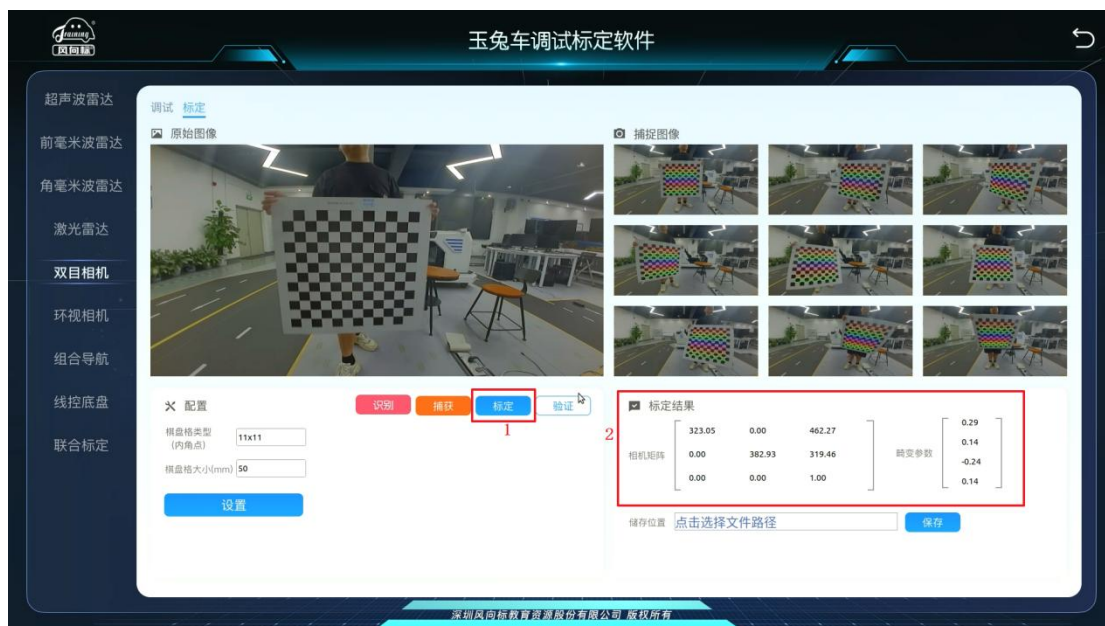 Fxuning
风向标
玉兔车调试标定软件
超声波雷达
前毫米波雷达
角毫米波雷达
激光雷达
双目相机
环视相机
组合导航
线控底盘
联合标定
调试 标定
原始图像
捕捉图像
配置
识别 捕获 标定 验证
1
棋盘格类型
(内角点)
11x11
棋盘格大小(mm) 50
设置
2
标定结果
相机矩阵
323.05 0.00 462.27
0.00 382.93 319.46
0.00 0.00 1.00
畸变参数
0.29
0.14
-0.24
0.14
储存位置 点击选择文件路径 保存
深圳风向标教育资源股份有限公司 版权所有